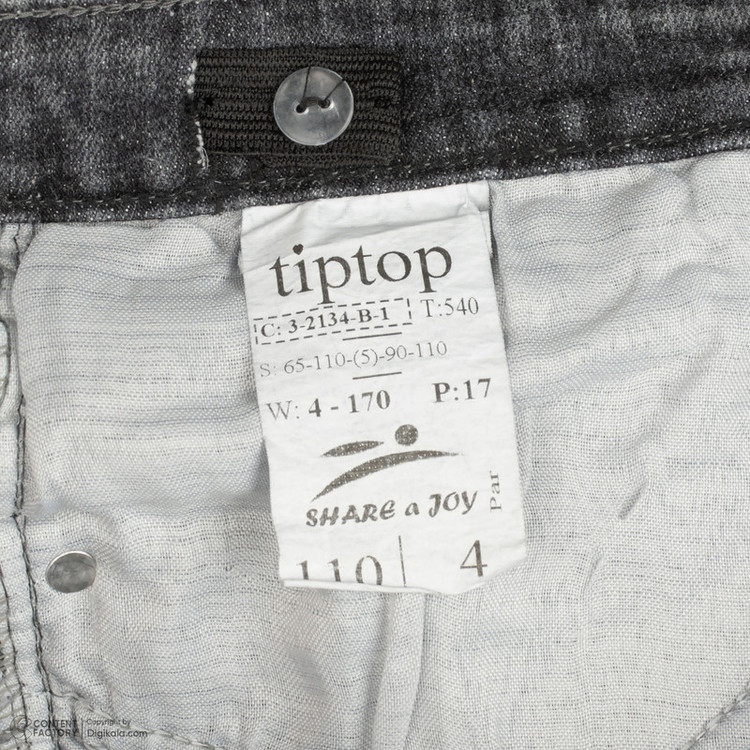 tiptop
C: 3-2134-B-1 T:540
S: 65-110-(5)-90-110
W: 4 - 170 P:17
SHARE a JOY
Par
110 | 4
CONTENT FACTORY | Copyright by Digikala.com